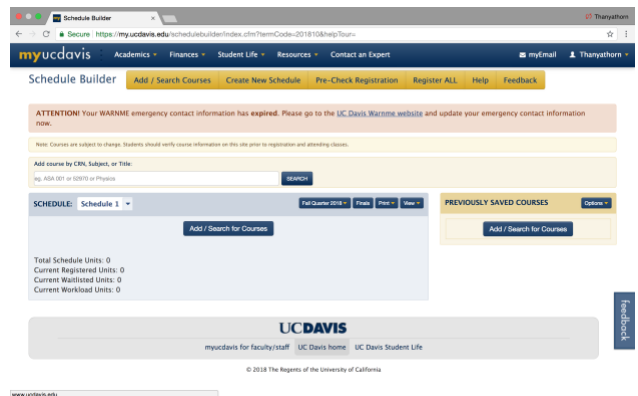 Schedule Builder
Thanyathorn
Secure https://my.ucdavis.edu/schedulebuilder/index.cfm?termCode=201810&helpTour=
myucdavis Academics Finances Student Life Resources Contact an Expert myEmail Thanyathorn
Schedule Builder Add / Search Courses Create New Schedule Pre-Check Registration Register ALL Help Feedback
ATTENTION! Your WARNME emergency contact information has expired. Please go to the UC Davis Warnme website and update your emergency contact information
now.
Note: Courses are subject to change. Students should verify course information on this site prior to registration and attending classes.
Add course by CRN, Subject, or Title:
eg. ASA 001 or 52970 or Physics SEARCH
SCHEDULE: Schedule 1 Fall Quarter 2018 Finals Print View
PREVIOUSLY SAVED COURSES Options
Add / Search for Courses
Add / Search for Courses
Total Schedule Units: 0
Current Registered Units: 0
Current Waitlisted Units: 0
Current Workload Units: 0
feedback
UCDAVIS
myucdavis for faculty/staff UC Davis home UC Davis Student Life
© 2018 The Regents of the University of California
www.ucdavis.edu